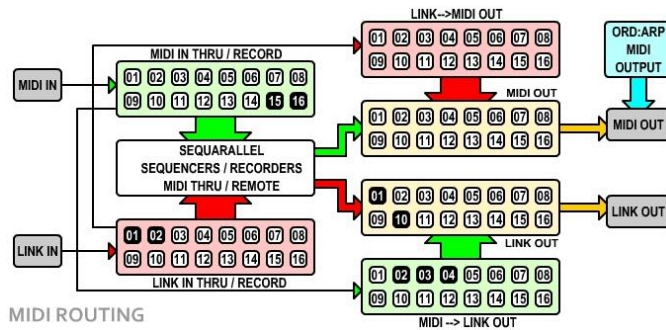 LINK-->MIDI OUT
01 02 03 04 05 06 07 08
09 10 11 12 13 14 15 16
ORD:ARP
MIDI
OUTPUT
MIDI IN THRU / RECORD
01 02 03 04 05 06 07 08
09 10 11 12 13 14 15 16
MIDI IN
MIDI OUT
01 02 03 04 05 06 07 08
09 10 11 12 13 14 15 16
MIDI OUT
SEQUARALLEL
SEQUENCERS / RECORDERS
MIDI THRU / REMOTE
01 02 03 04 05 06 07 08
09 10 11 12 13 14 15 16
LINK OUT
LINK OUT
LINK IN
01 02 03 04 05 06 07 08
09 10 11 12 13 14 15 16
LINK IN THRU / RECORD
01 02 03 04 05 06 07 08
09 10 11 12 13 14 15 16
MIDI --> LINK OUT
MIDI ROUTING